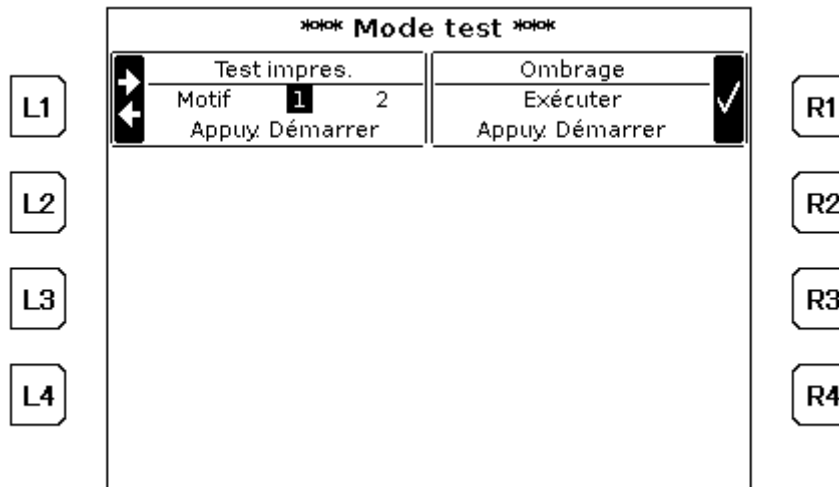 *** Mode test ***
Test impres.
Motif 1 2
Appuy. Démarrer
Ombrage
Exécuter
Appuy. Démarrer
L1
L2
L3
L4
R1
R2
R3
R4